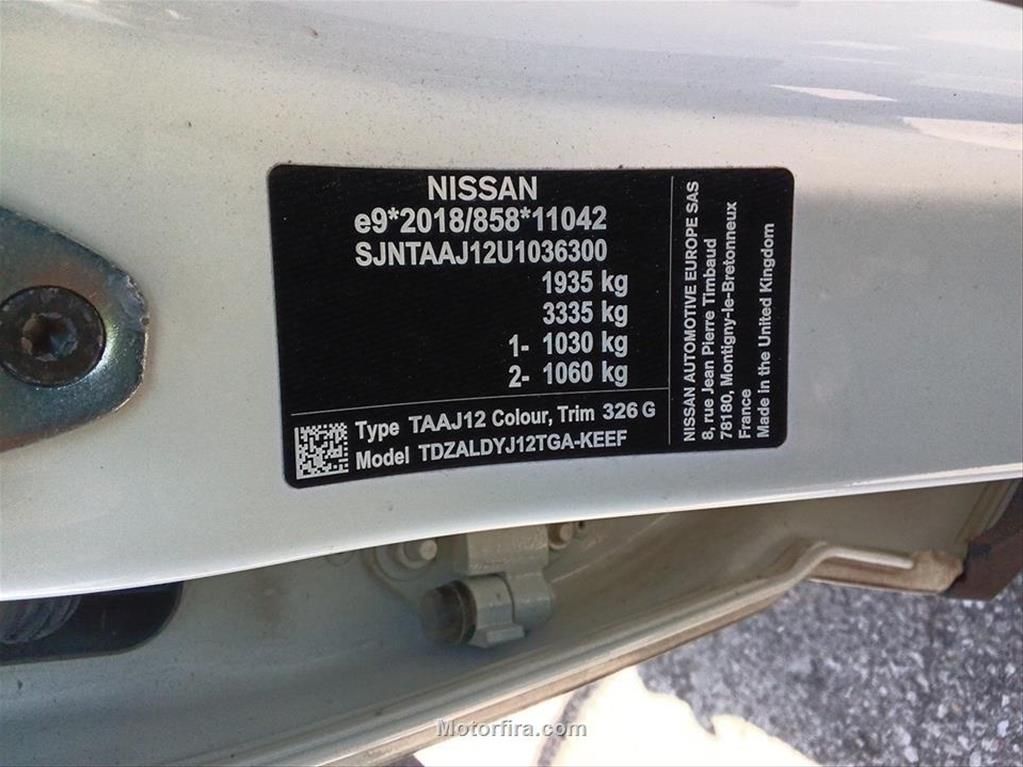 NISSAN
e9*2018/858*11042
SJNTAAJ12U1036300
1935 kg
3335 kg
1- 1030 kg
2- 1060 kg
Type TAAJ12 Colour, Trim 326 G
Model TDZALDYJ12TGA-KEEF
NISSAN AUTOMOTIVE EUROPE SAS
8, rue Jean Pierre Timbaud
78180, Montigny-le-Bretonneux
France
Made in the United Kingdom
Motorfira.com